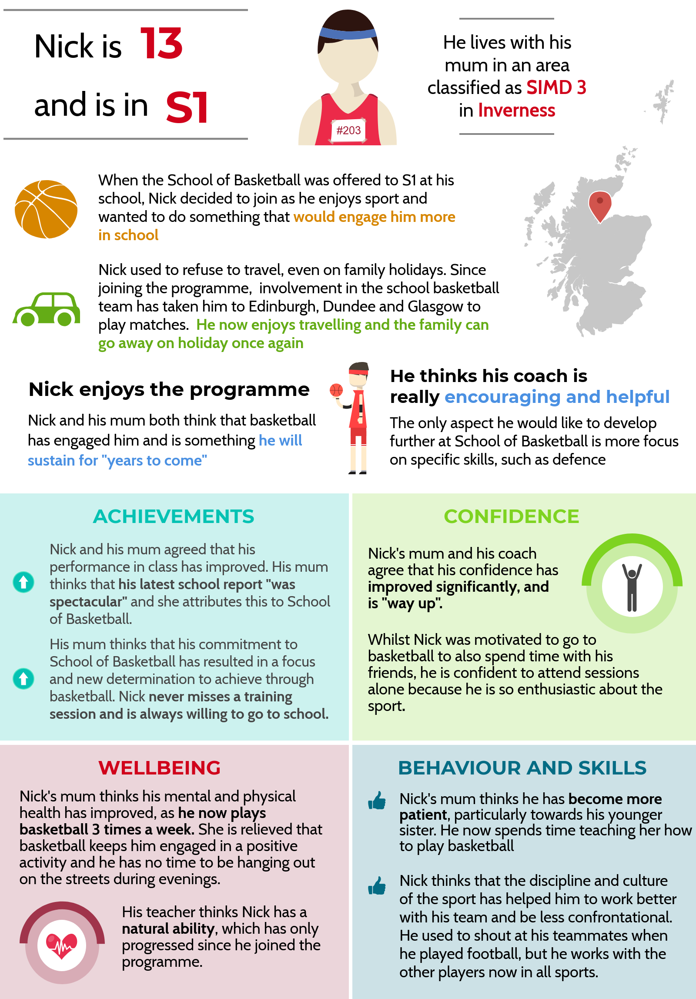 Nick is 13
and is in S1
#203
He lives with his
mum in an area
classified as SIMD 3
in Inverness
When the School of Basketball was offered to S1 at his
school, Nick decided to join as he enjoys sport and
wanted to do something that would engage him more
in school
Nick used to refuse to travel, even on family holidays. Since
joining the programme,  involvement in the school basketball
team has taken him to Edinburgh, Dundee and Glasgow to
play matches.  He now enjoys travelling and the family can
go away on holiday once again
Nick enjoys the programme
Nick and his mum both think that basketball
has engaged him and is something he will
sustain for "years to come"
He thinks his coach is
really encouraging and helpful
The only aspect he would like to develop
further at School of Basketball is more focus
on specific skills, such as defence
ACHIEVEMENTS
Nick and his mum agreed that his
performance in class has improved. His mum
thinks that his latest school report "was
spectacular" and she attributes this to School
of Basketball.
His mum thinks that his commitment to
School of Basketball has resulted in a focus
and new determination to achieve through
basketball. Nick never misses a training
session and is always willing to go to school.
CONFIDENCE
Nick's mum and his coach
agree that his confidence has
improved significantly, and
is "way up".
Whilst Nick was motivated to go to
basketball to also spend time with his
friends, he is confident to attend sessions
alone because he is so enthusiastic about the
sport.
WELLBEING
Nick's mum thinks his mental and physical
health has improved, as he now plays
basketball 3 times a week. She is relieved that
basketball keeps him engaged in a positive
activity and he has no time to be hanging out
on the streets during evenings.
His teacher thinks Nick has a
natural ability, which has only
progressed since he joined the
programme.
BEHAVIOUR AND SKILLS
Nick's mum thinks he has become more
patient, particularly towards his younger
sister. He now spends time teaching her how
to play basketball
Nick thinks that the discipline and culture
of the sport has helped him to work better
with his team and be less confrontational.
He used to shout at his teammates when
he played football, but he works with the
other players now in all sports.